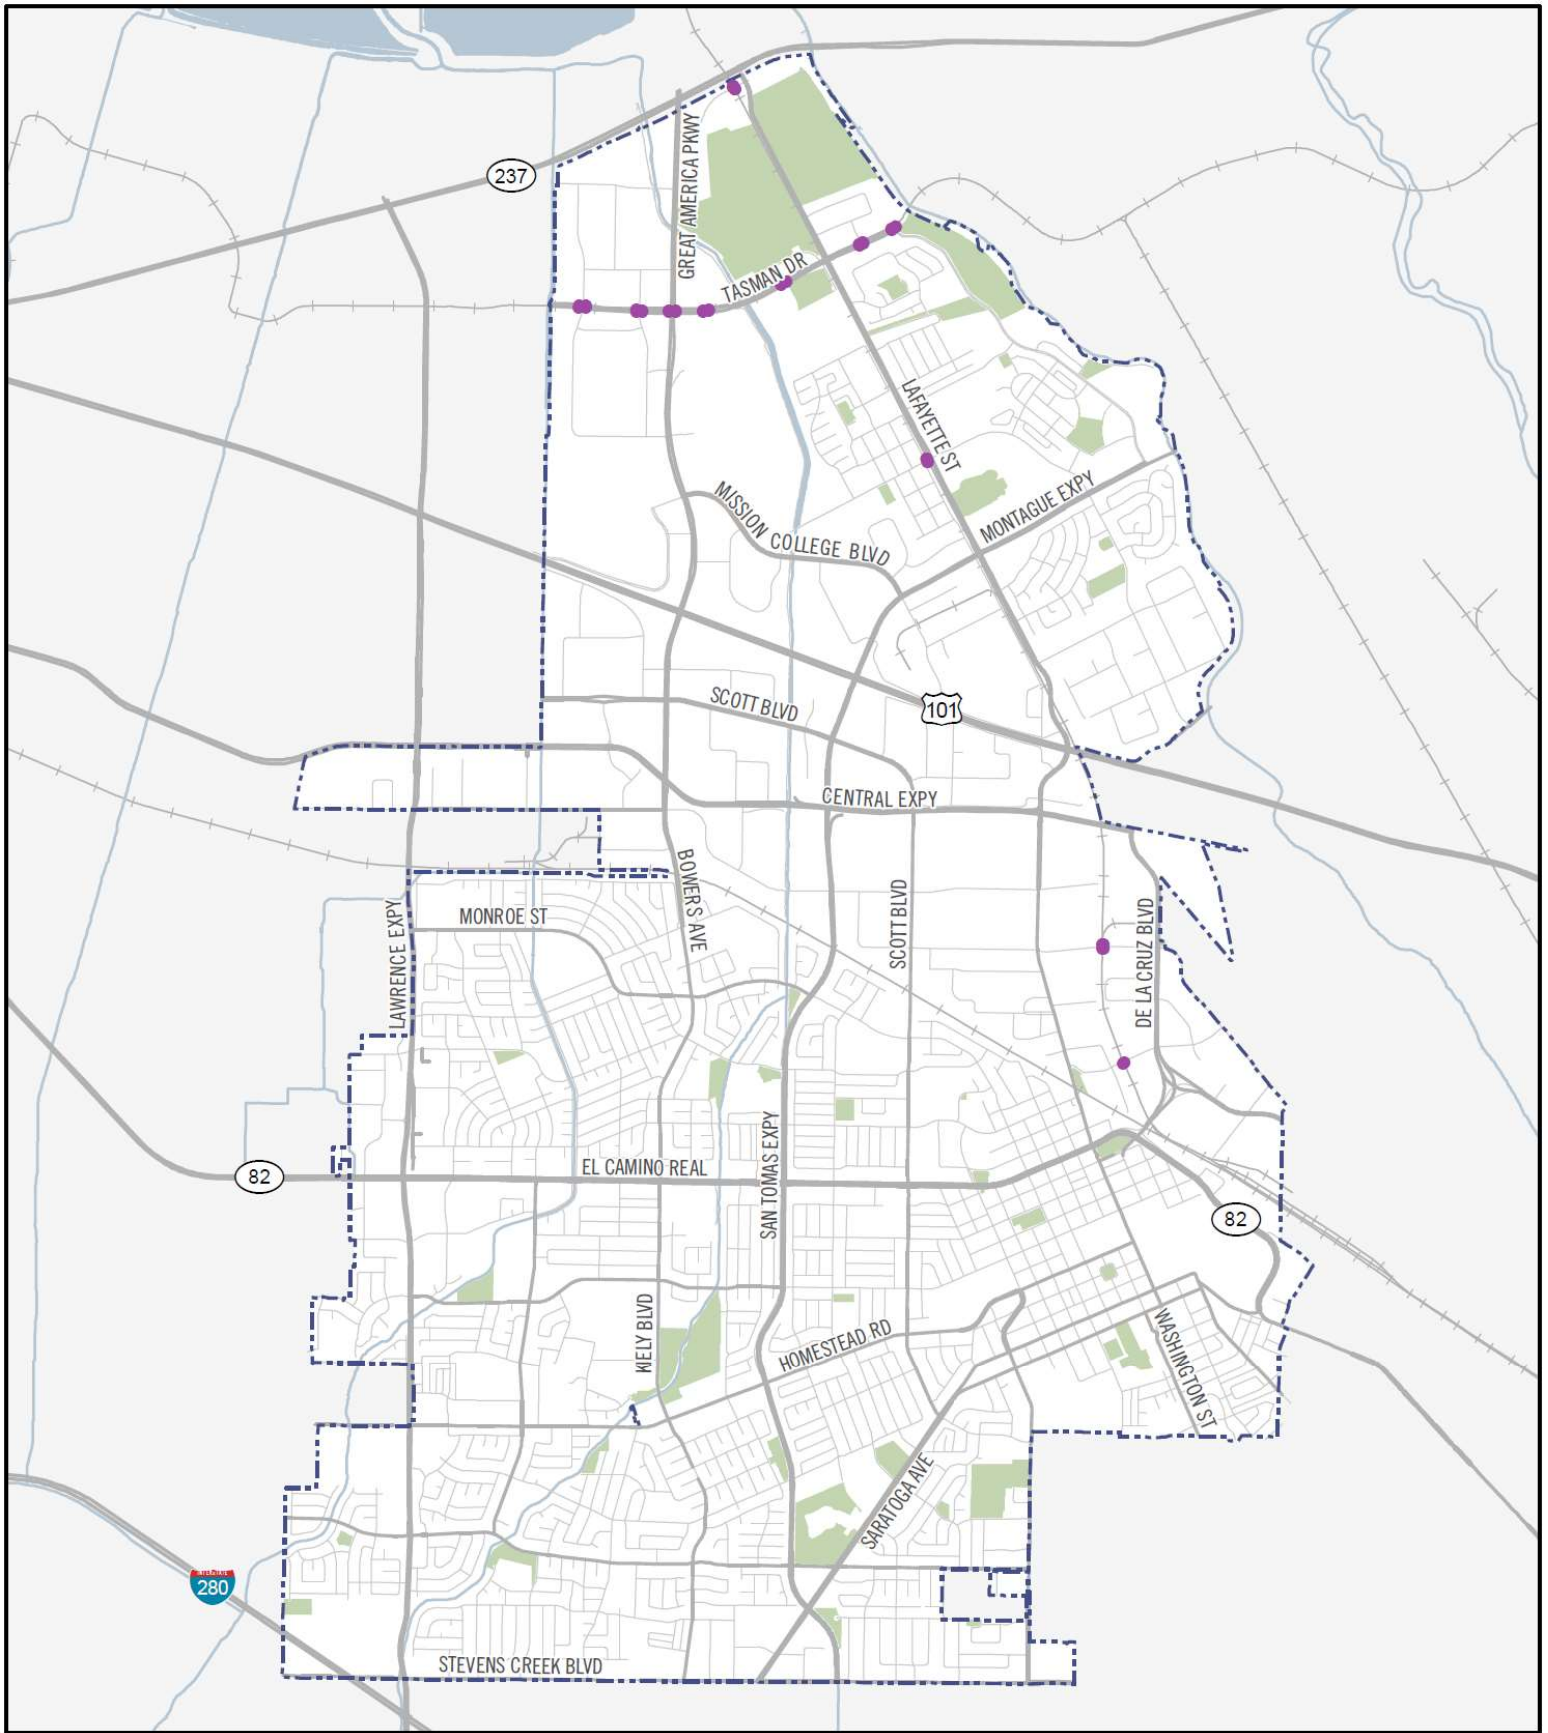 237
GREAT AMERICA PKWY
TASMAN DR
LAFAYETTE ST
MISSION COLLEGE BLVD
MONTAGUE EXPY
SCOTT BLVD
101
CENTRAL EXPY
BOWERS AVE
MONROE ST
LAWRENCE EXPY
SCOTT BLVD
DE LA CRUZ BLVD
SAN TOMAS EXPY
EL CAMINO REAL
82
82
KIELY BLVD
HOMESTEAD RD
WASHINGTON ST
SARATOGA AVE
280
STEVENS CREEK BLVD